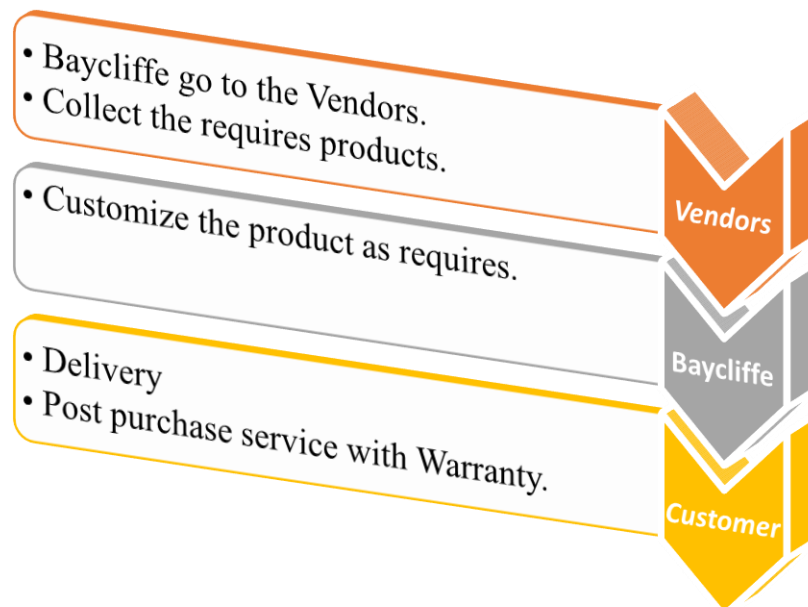 • Baycliffe go to the Vendors.
• Collect the requires products.
Vendors
• Customize the product as requires.
Baycliffe
• Delivery
• Post purchase service with Warranty.
Customer